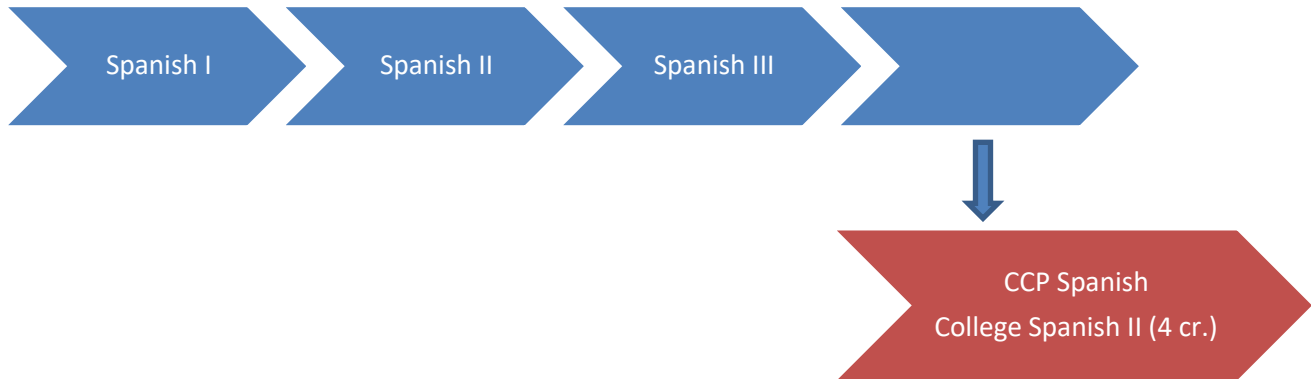 Spanish I
Spanish II
Spanish III
CCP Spanish
College Spanish II (4 cr.)